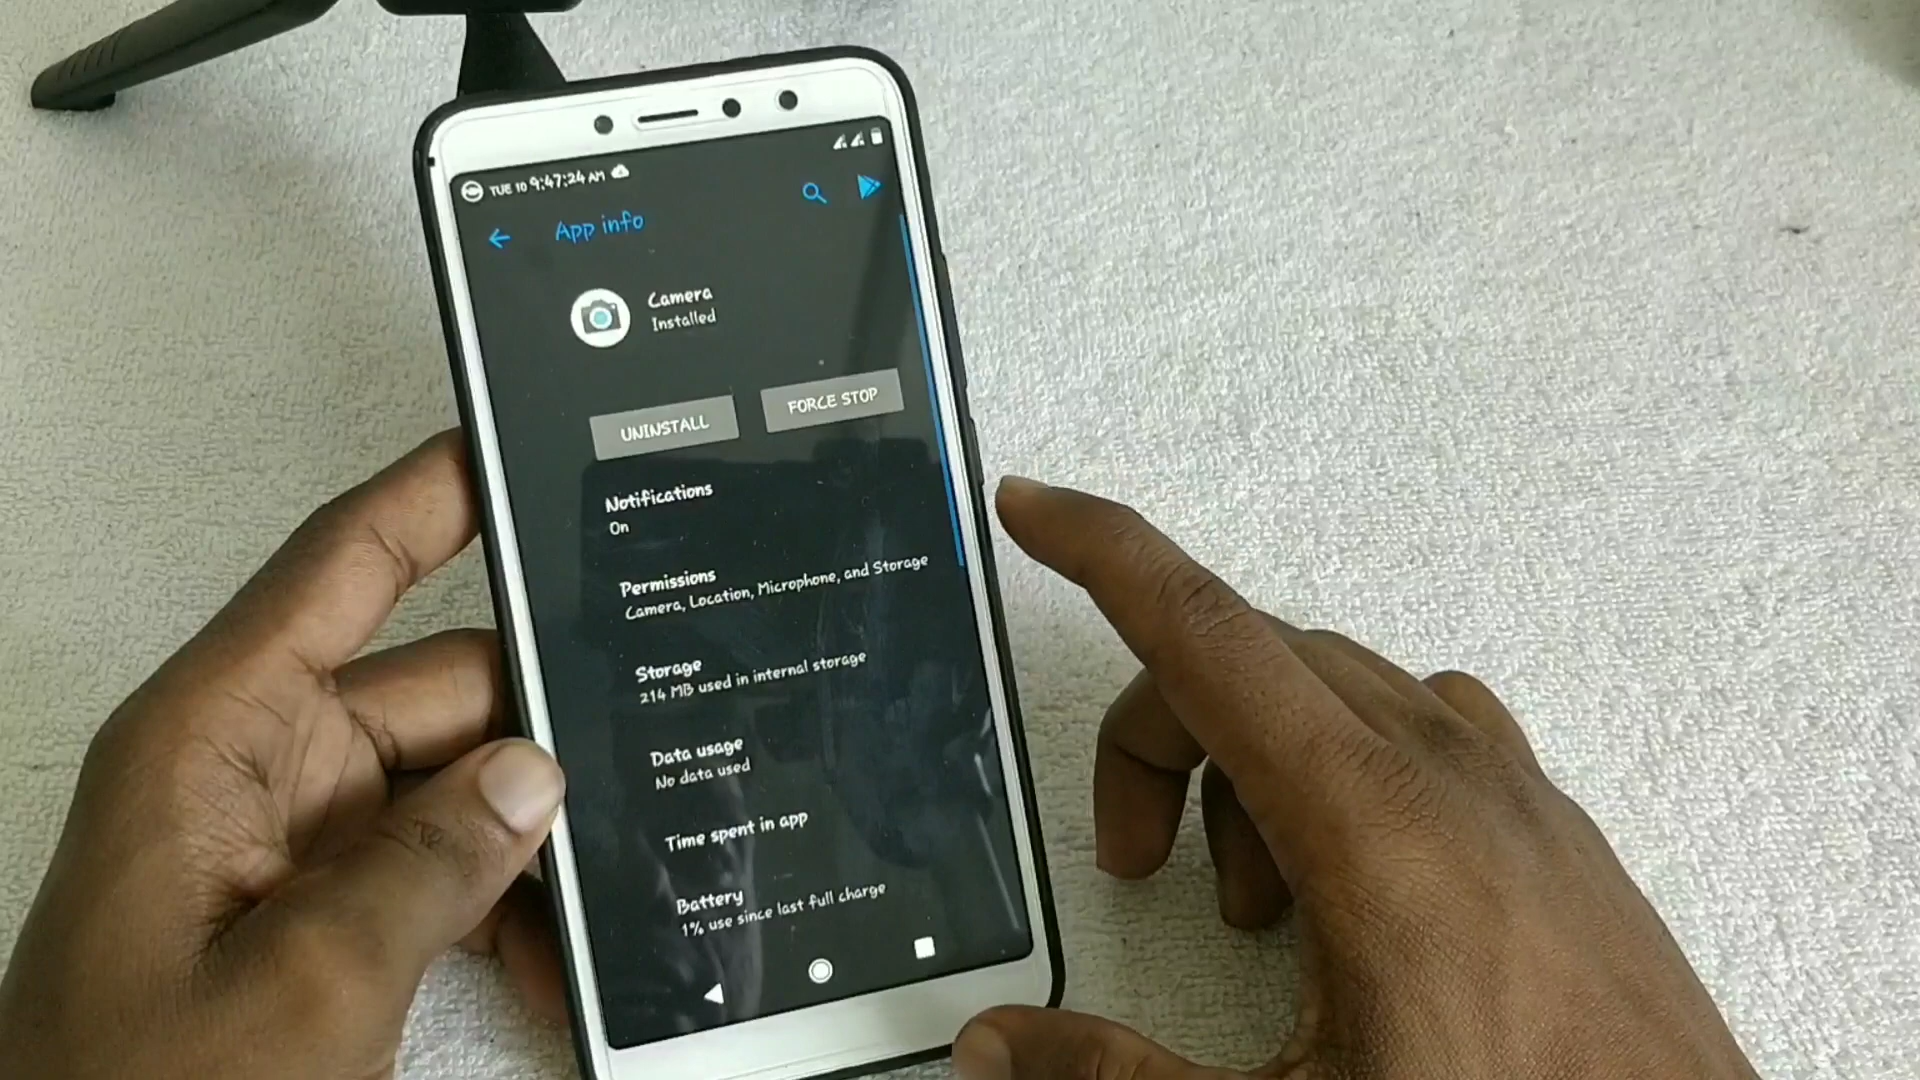 TUE 10 9:47:24 AM
App info
Camera
Installed
UNINSTALL
FORCE STOP
Notifications
On
Permissions
Camera, Location, Microphone, and Storage
Storage
214 MB used in internal storage
Data usage
No data used
Time spent in app
Battery
1% use since last full charge